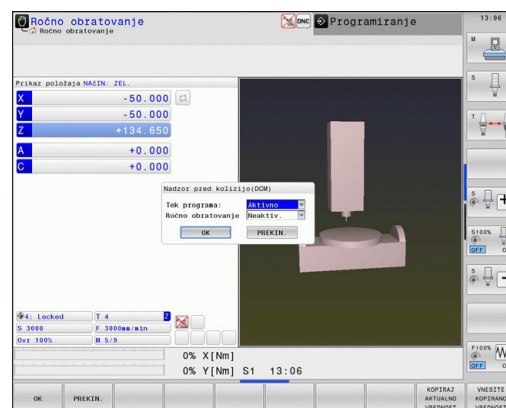 Ročno obratovanje
Ročno obratovanje
DNC
Programiranje
13:06
Prikaz položaja NAčIN: ŽEL.
X -50.000
Y -50.000
Z +134.650
A +0.000
C +0.000
Nadzor pred kolizijo(DCM)
Tek programa: Aktivno
Ročno obratovanje Neaktiv.
OK PREKIN.
4: Locked T 4 Z
S 3000 F 3000mm/min
Ovr 100% M 5/9
0% X[Nm]
0% Y[Nm] S1 13:06
M
S
T
S
S100%
OFF
S
F100% W
OFF
OK PREKIN. KOPIRAJ AKTUALNO VREDNOST VNESITE KOPIRANO VREDNOST